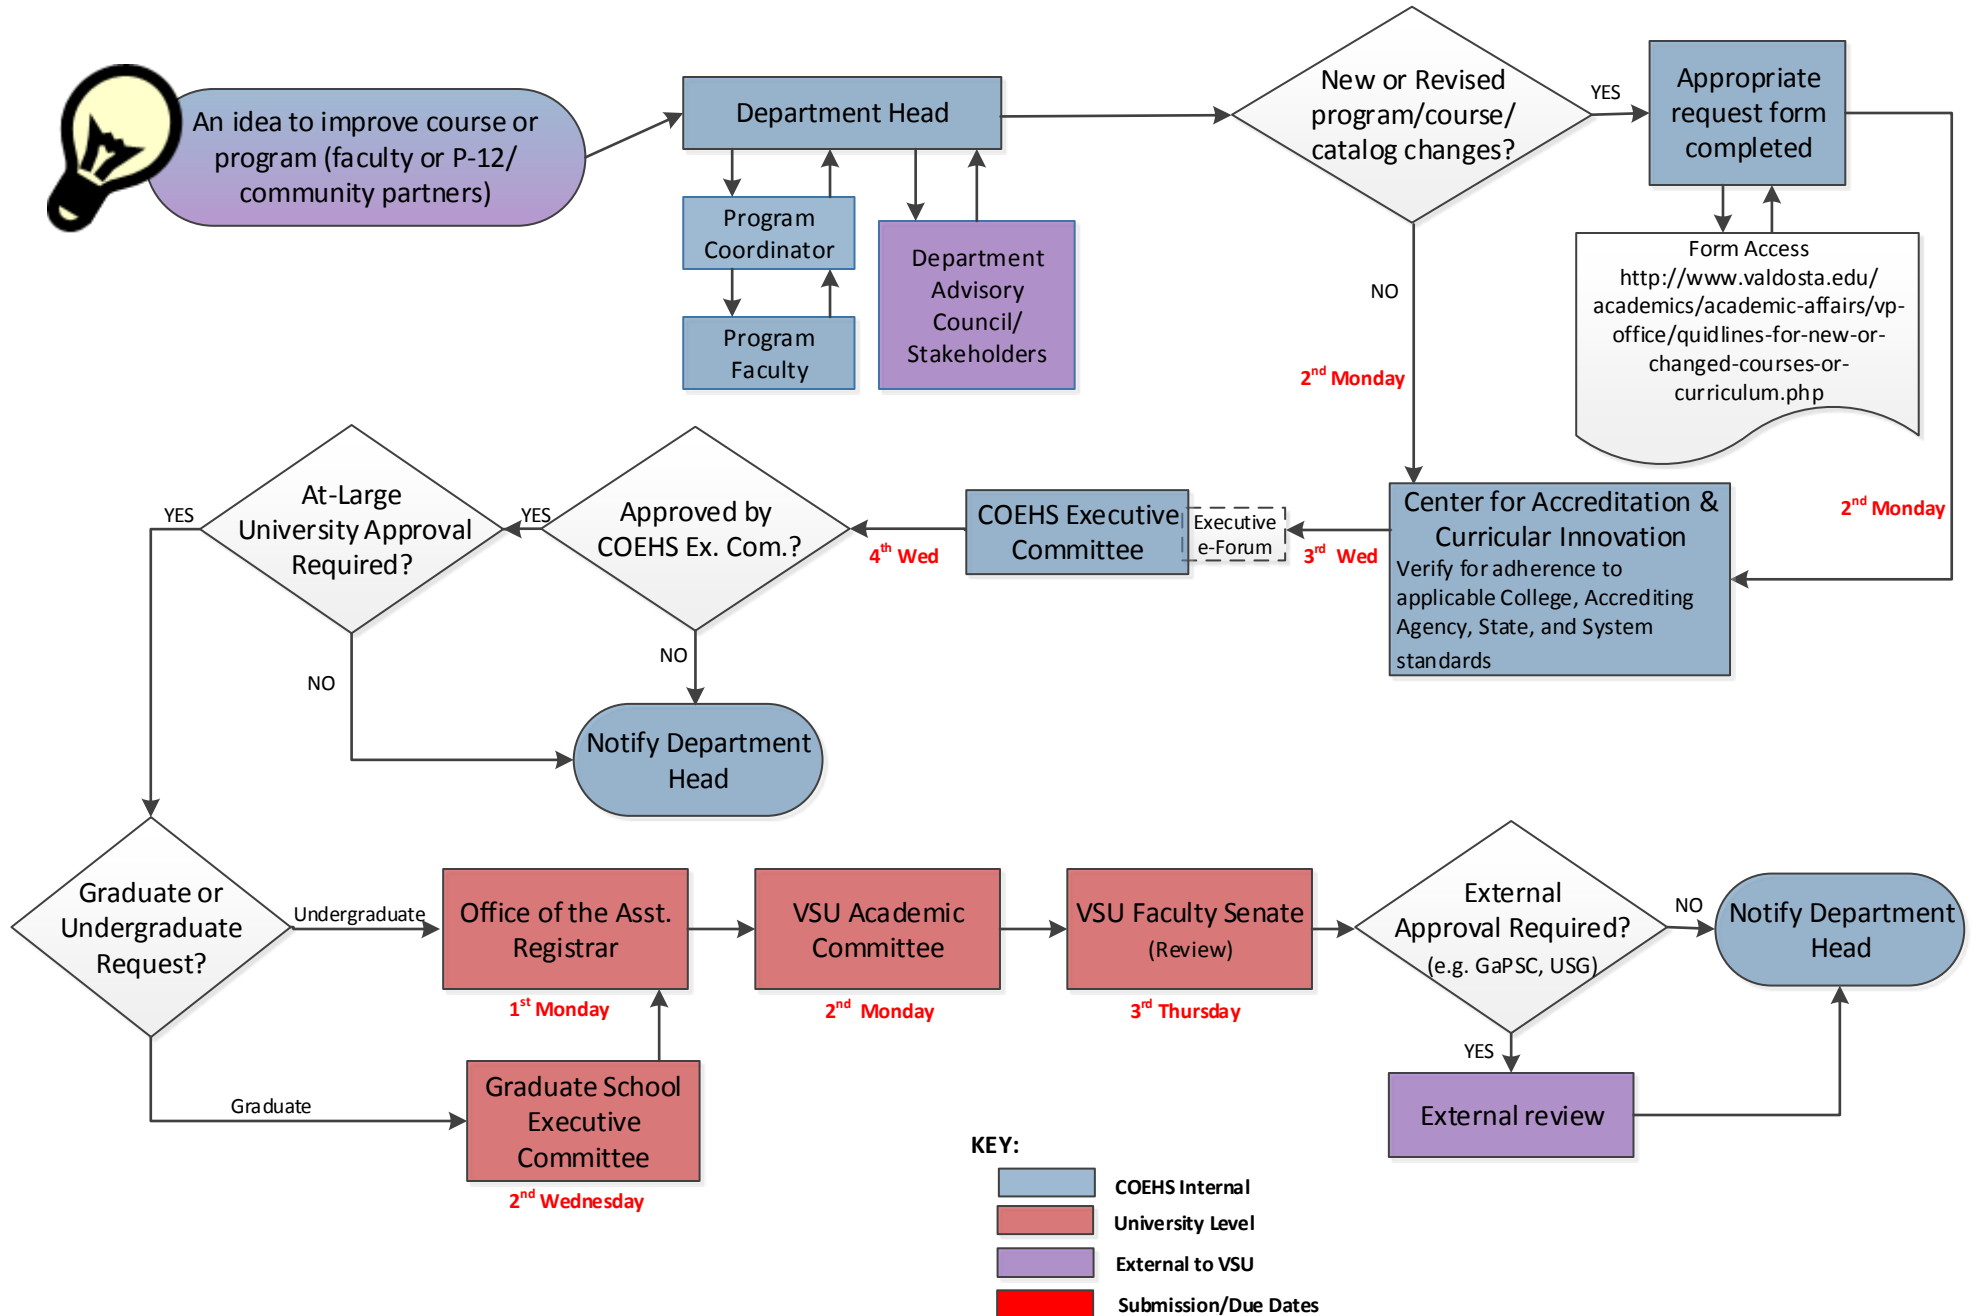 An idea to improve course or
program (faculty or P-12/
community partners)
Department Head
Program
Coordinator
Program
Faculty
Department
Advisory
Council/
Stakeholders
New or Revised
program/course/
catalog changes?
YES
NO
Appropriate
request form
completed
Form Access
http://www.valdosta.edu/
academics/academic-affairs/vp-
office/quidlines-for-new-or-
changed-courses-or-
curriculum.php
2nd Monday
2nd Monday
Center for Accreditation &
Curricular Innovation
Verify for adherence to
applicable College, Accrediting
Agency, State, and System
standards
3rd Wed
Executive
e-Forum
COEHS Executive
Committee
4th Wed
Approved by
COEHS Ex. Com.?
YES
NO
At-Large
University Approval
Required?
YES
NO
Notify Department
Head
Graduate or
Undergraduate
Request?
Undergraduate
Graduate
Office of the Asst.
Registrar
1st Monday
Graduate School
Executive
Committee
2nd Wednesday
VSU Academic
Committee
2nd Monday
VSU Faculty Senate
(Review)
3rd Thursday
External
Approval Required?
(e.g. GaPSC, USG)
NO
YES
Notify Department
Head
External review
KEY:
COEHS Internal
University Level
External to VSU
Submission/Due Dates